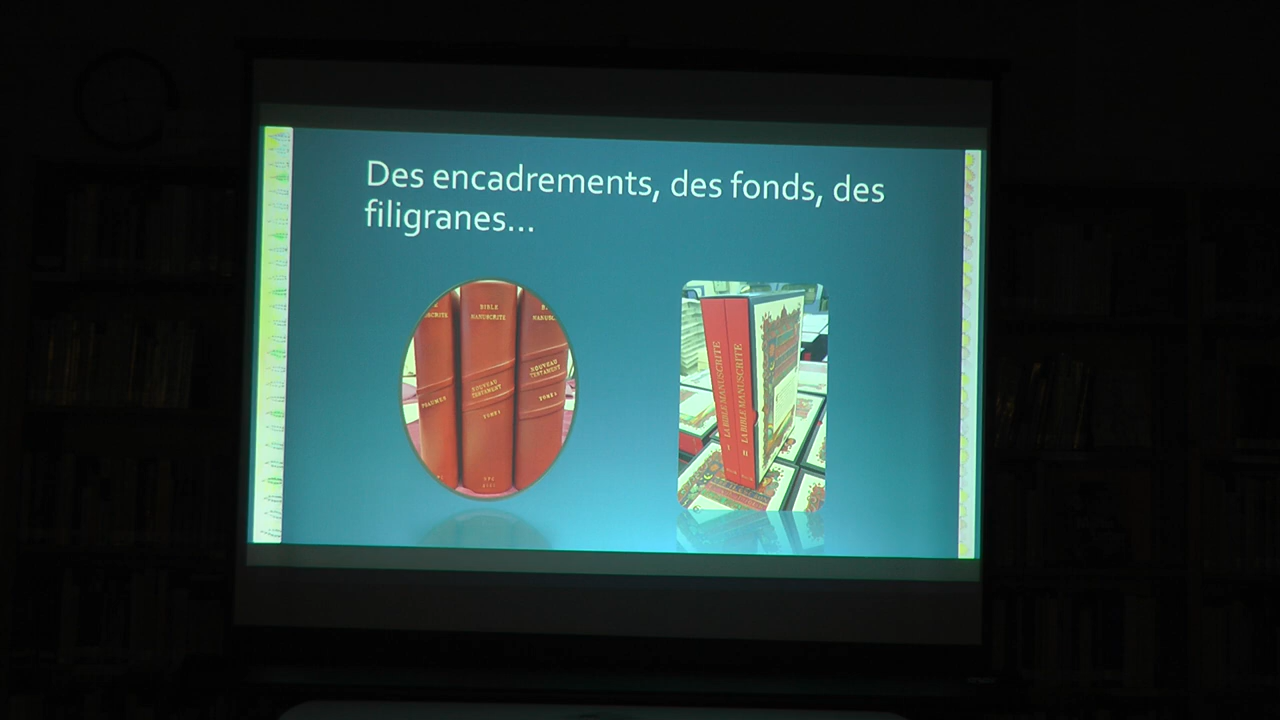 Des encadrements, des fonds, des
filigranes...
BIBLE
MANUSCRITE
NOUVEAU
TESTAMENT
TOME I
PSAUMES
NOUVEAU
TESTAMENT
I LA BIBLE MANUSCRITE
II LA BIBLE MANUSCRITE